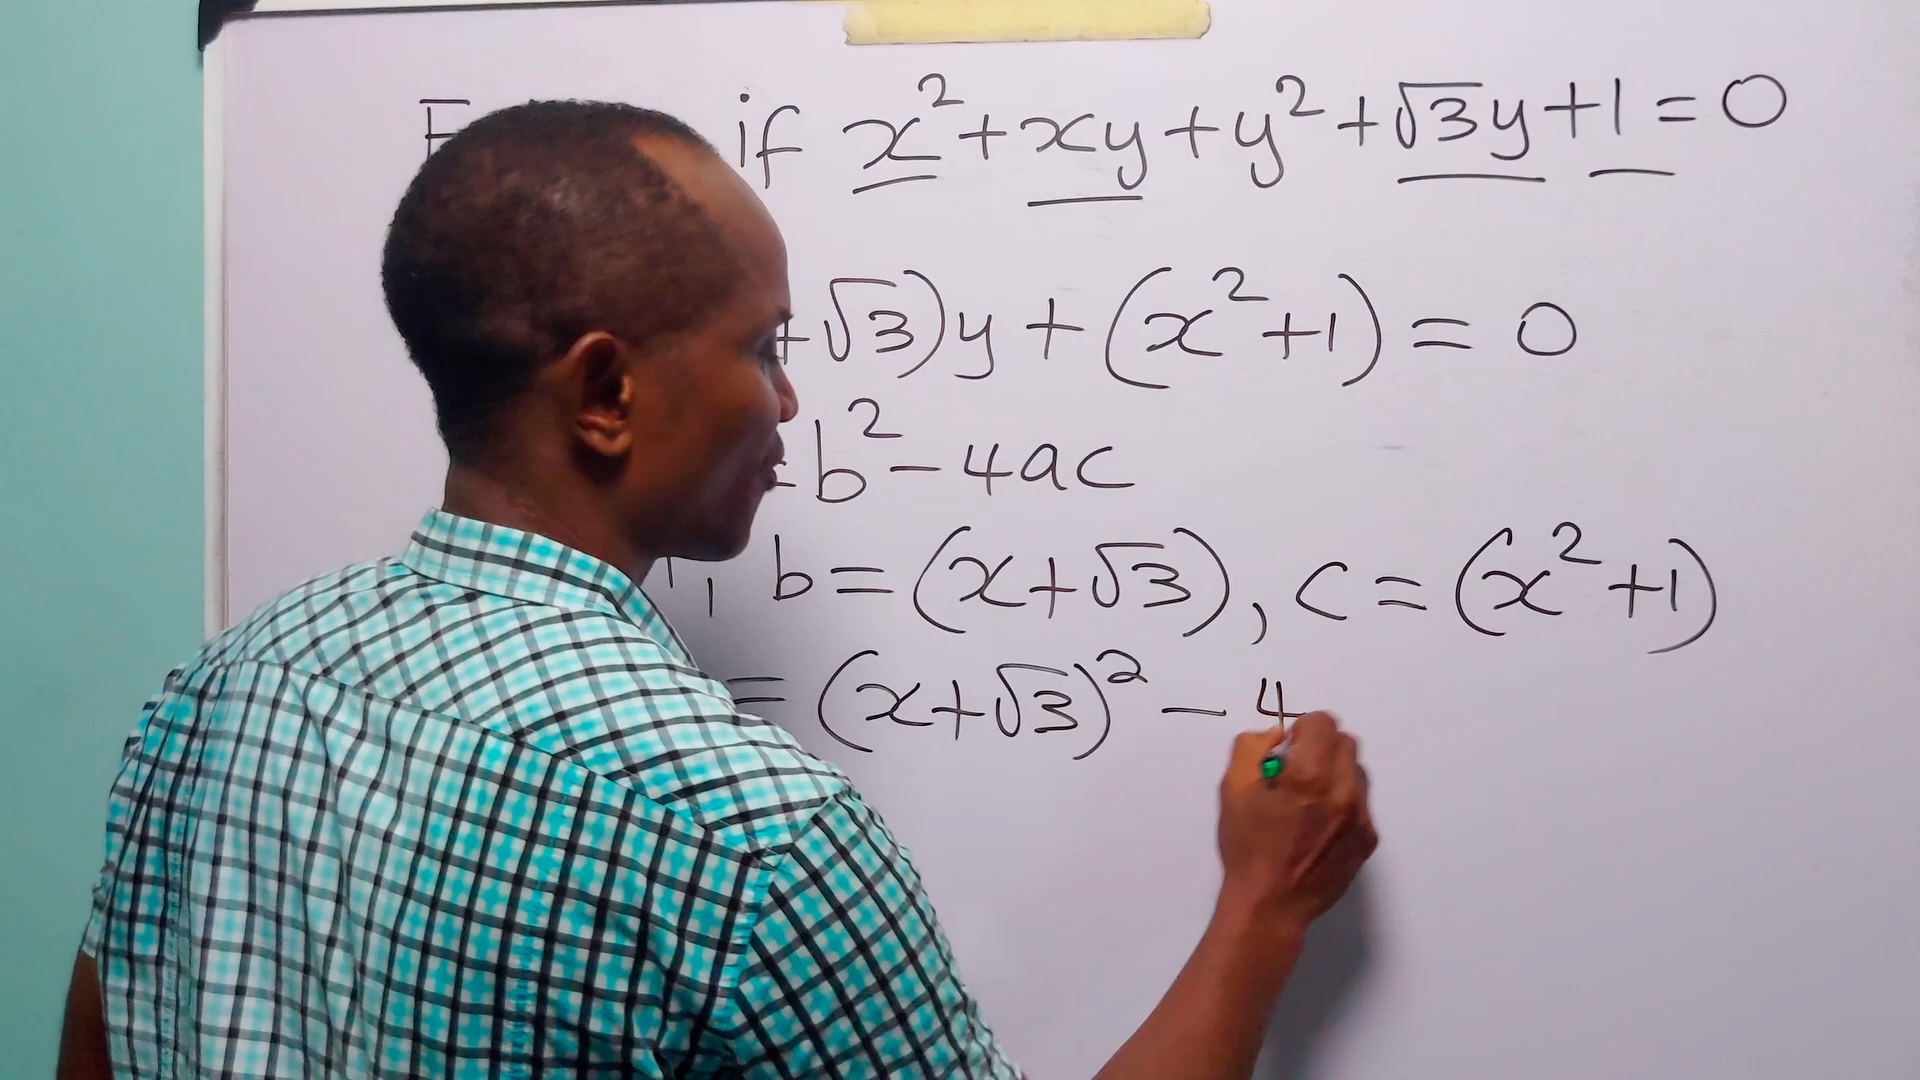 if x² + xy + y² + √3y + 1 = 0
+ √3)y + (x² + 1) = 0
= b² - 4ac
, b = (x + √3), c = (x² + 1)
= (x + √3)² - 4